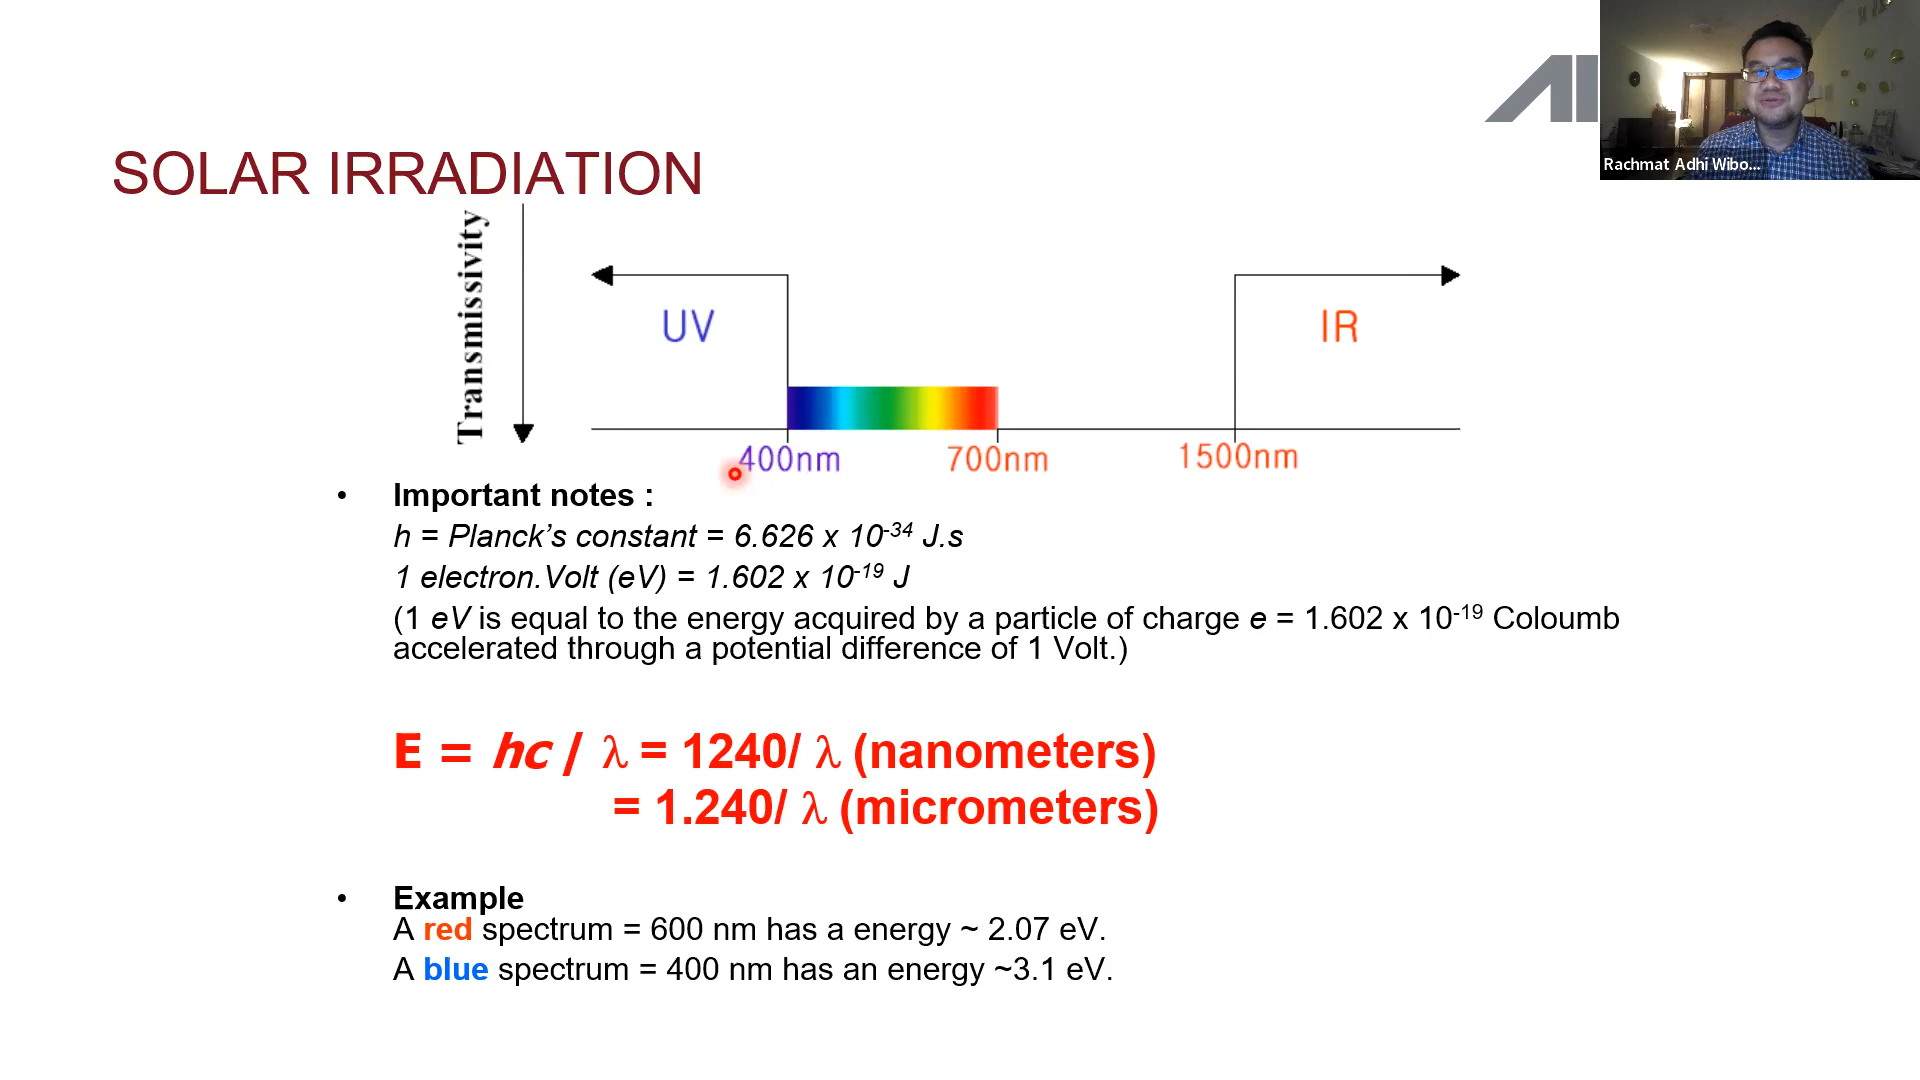 Rachmat Adhi Wibo...
SOLAR IRRADIATION
Transmissivity
UV
IR
400nm
700nm
1500nm
• Important notes :
h = Planck’s constant = 6.626 x 10⁻³⁴ J.s
1 electron.Volt (eV) = 1.602 x 10⁻¹⁹ J
(1 eV is equal to the energy acquired by a particle of charge e = 1.602 x 10⁻¹⁹ Coloumb
accelerated through a potential difference of 1 Volt.)
E = hc / λ = 1240/ λ (nanometers)
= 1.240/ λ (micrometers)
• Example
A red spectrum = 600 nm has a energy ~ 2.07 eV.
A blue spectrum = 400 nm has an energy ~3.1 eV.